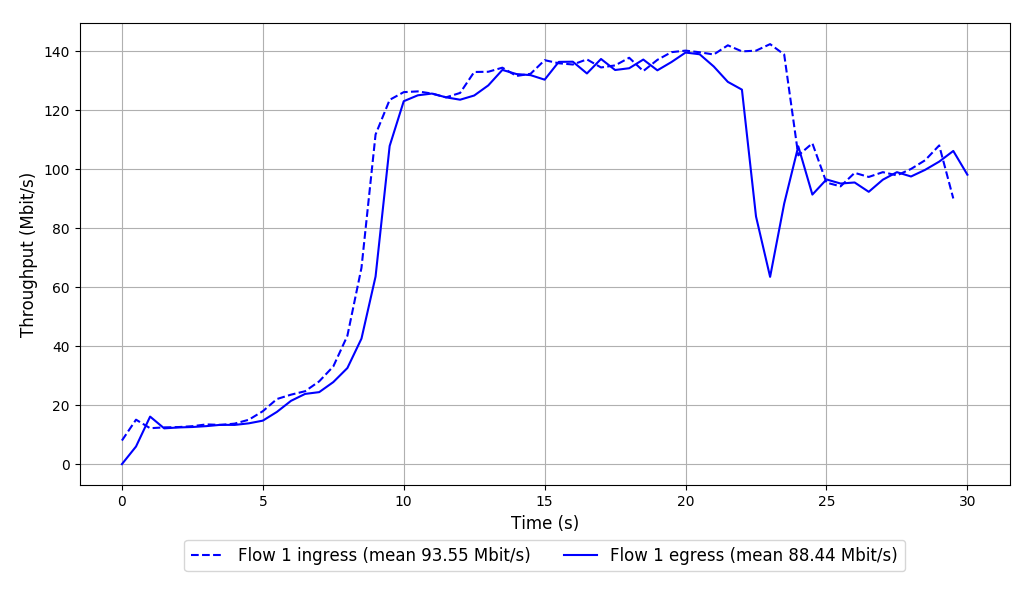 Throughput (Mbit/s)
140
120
100
80
60
40
20
0
0 5 10 15 20 25 30
Time (s)
Flow 1 ingress (mean 93.55 Mbit/s) Flow 1 egress (mean 88.44 Mbit/s)